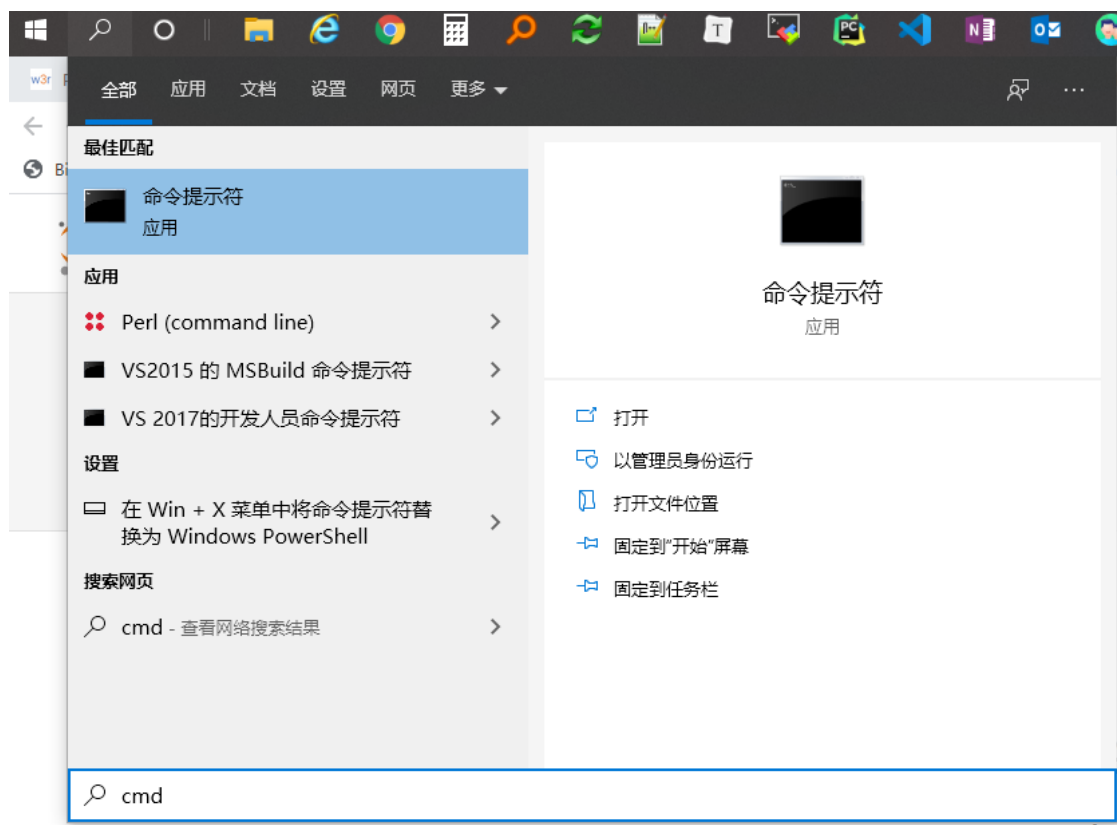 w3r
全部 应用 文档 设置 网页 更多
最佳匹配
Bi
命令提示符
应用
命令提示符
应用
应用
Perl (command line)
VS2015 的 MSBuild 命令提示符
VS 2017的开发人员命令提示符
打开
设置
以管理员身份运行
在 Win + X 菜单中将命令提示符替
换为 Windows PowerShell
打开文件位置
固定到"开始"屏幕
搜索网页
固定到任务栏
cmd - 查看网络搜索结果
cmd